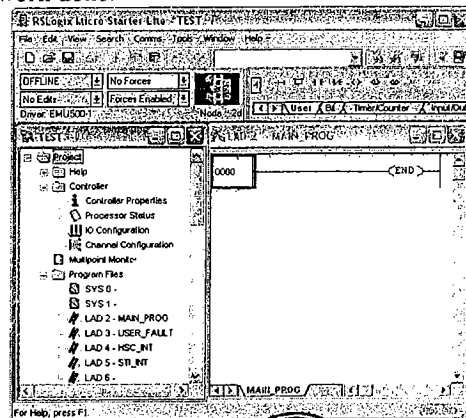 RSLogix Micro Starter Lite - TEST
File Edit View Search Comms Tools Window Help
OFFLINE No Forces
No Edits Forces Enabled
Driver: EMU500-1 Node : 2d
User Bit Timer/Counter Input/Out
TEST
MAIN_PROG
Project
Help
Controller
Controller Properties
Processor Status
IO Configuration
Channel Configuration
Multipoint Monitor
Program Files
SYS 0 -
SYS 1 -
LAD 2 - MAIN_PROG
LAD 3 - USER_FAULT
LAD 4 - HSC_INT
LAD 5 - STI_INT
LAD 6 -
0000
END
MAIN_PROG
For Help, press F1